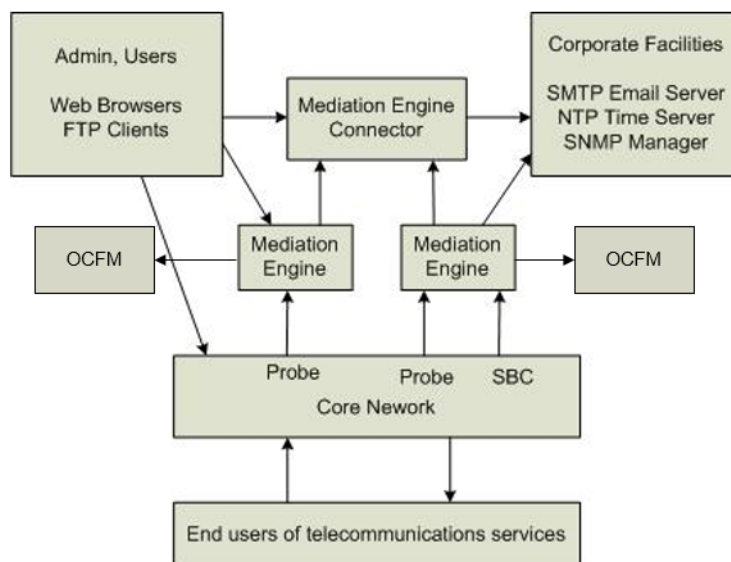 Admin, Users
Web Browsers
FTP Clients
Mediation Engine
Connector
Corporate Facilities
SMTP Email Server
NTP Time Server
SNMP Manager
OCFM
Mediation
Engine
Mediation
Engine
OCFM
Probe
Probe
SBC
Core Nework
End users of telecommunications services